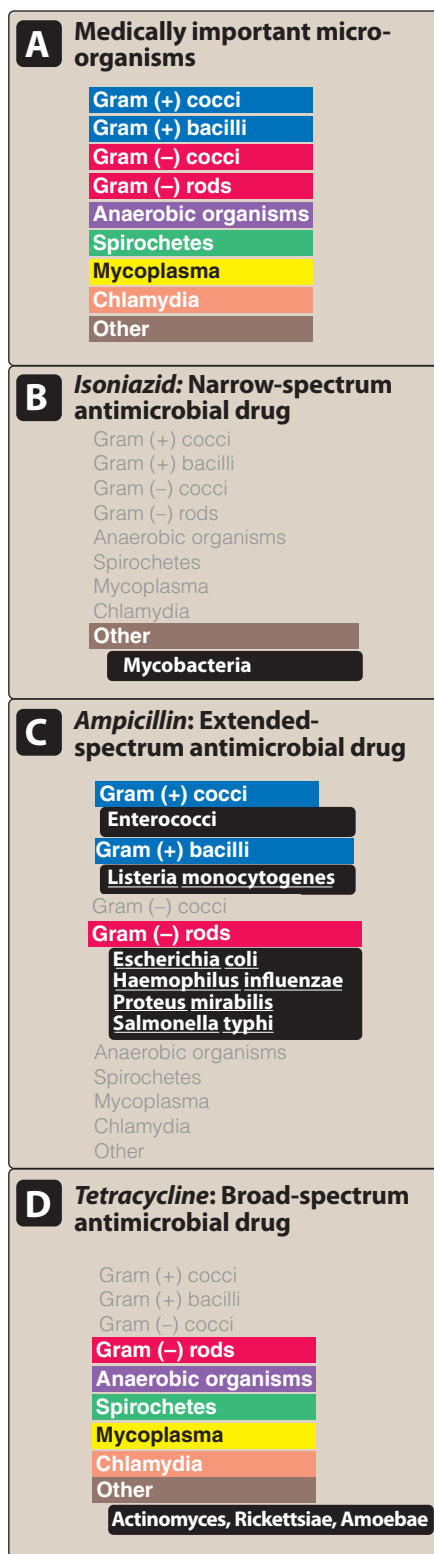 A
Medically important micro-
organisms
Gram (+) cocci
Gram (+) bacilli
Gram (–) cocci
Gram (–) rods
Anaerobic organisms
Spirochetes
Mycoplasma
Chlamydia
Other
B
Isoniazid: Narrow-spectrum
antimicrobial drug
Gram (+) cocci
Gram (+) bacilli
Gram (–) cocci
Gram (–) rods
Anaerobic organisms
Spirochetes
Mycoplasma
Chlamydia
Other
Mycobacteria
C
Ampicillin: Extended-
spectrum antimicrobial drug
Gram (+) cocci
Enterococci
Gram (+) bacilli
Listeria monocytogenes
Gram (–) cocci
Gram (–) rods
Escherichia coli
Haemophilus influenzae
Proteus mirabilis
Salmonella typhi
Anaerobic organisms
Spirochetes
Mycoplasma
Chlamydia
Other
D
Tetracycline: Broad-spectrum
antimicrobial drug
Gram (+) cocci
Gram (+) bacilli
Gram (–) cocci
Gram (–) rods
Anaerobic organisms
Spirochetes
Mycoplasma
Chlamydia
Other
Actinomyces, Rickettsiae, Amoebae